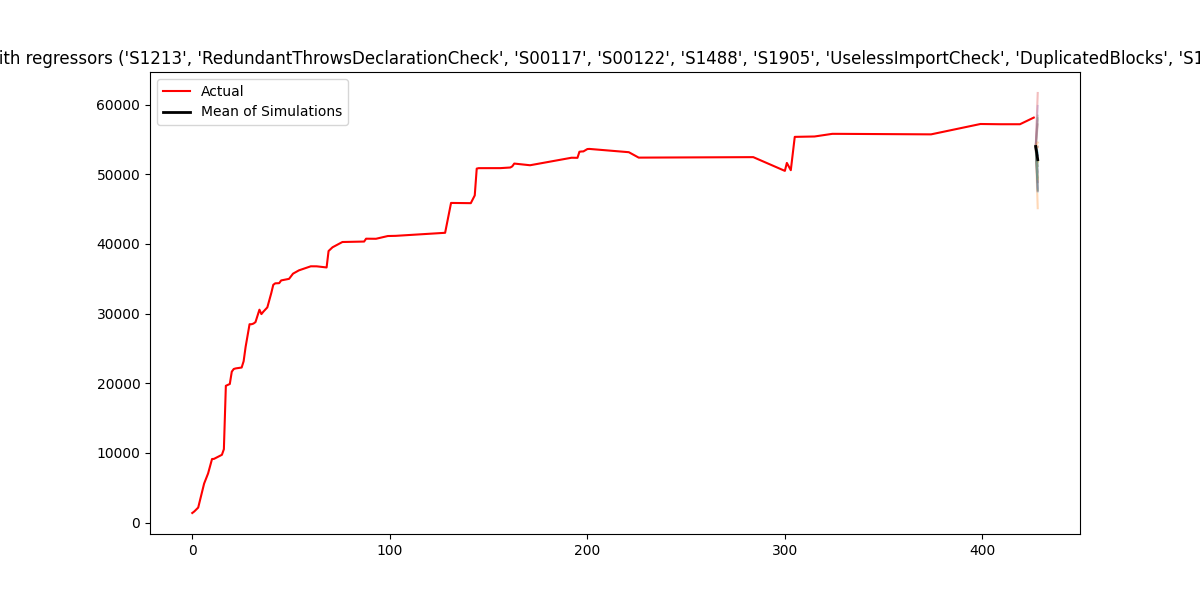 ith regressors ('S1213', 'RedundantThrowsDeclarationCheck', 'S00117', 'S00122', 'S1488', 'S1905', 'UselessImportCheck', 'DuplicatedBlocks', 'S1
Actual
Mean of Simulations
60000
50000
40000
30000
20000
10000
0
0 100 200 300 400